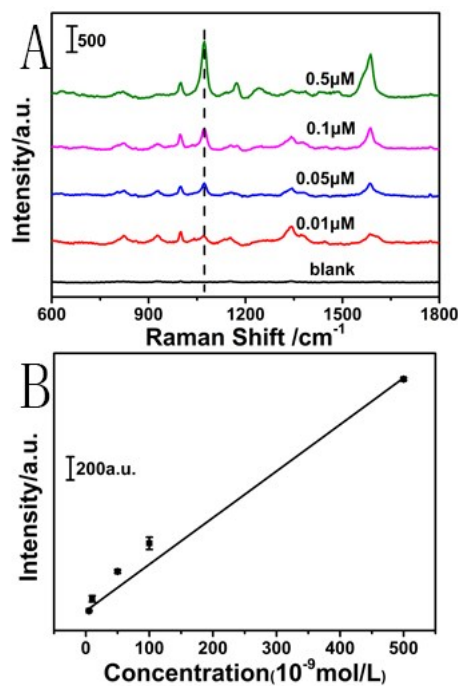 A
500
0.5μM
0.1μM
0.05μM
0.01μM
blank
Intensity/a.u.
600 900 1200 1500 1800
Raman Shift /cm⁻¹
B
200a.u.
Intensity/a.u.
0 100 200 300 400 500
Concentration(10⁻⁹mol/L)